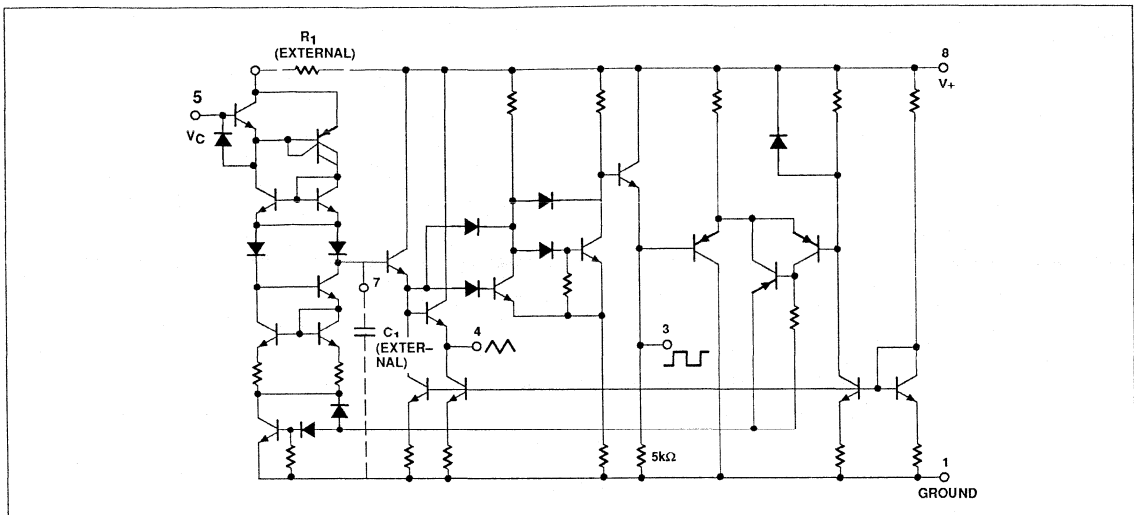 R1
(EXTERNAL)
8
V+
5
VC
7
C1
(EXTER–
NAL)
4
3
5kΩ
1
GROUND